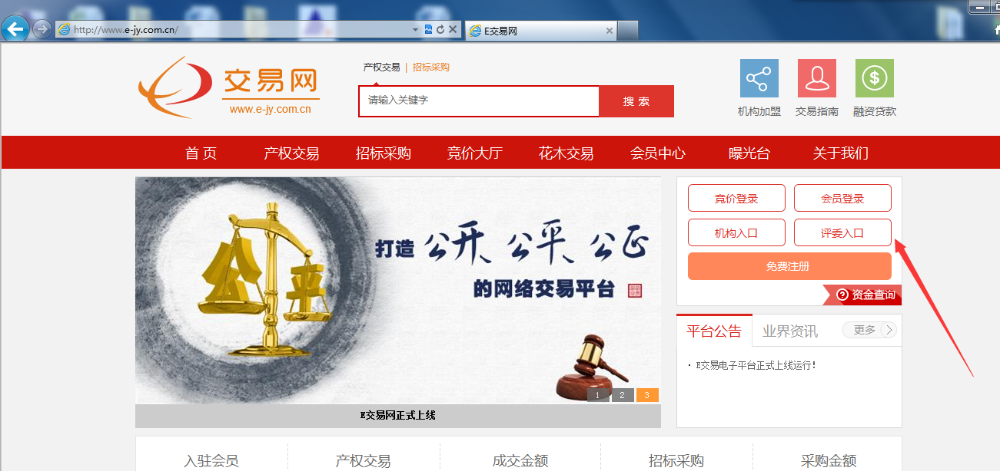 http://www.e-jy.com.cn/
E交易网
交易网
www.e-jy.com.cn
产权交易 | 招标采购
请输入关键字
搜 索
机构加盟
交易指南
融资贷款
首 页
产权交易
招标采购
竞价大厅
花木交易
会员中心
曝光台
关于我们
打造 公开 公平 公正
的网络交易平台
1
2
3
E交易网正式上线
竞价登录
会员登录
机构入口
评委入口
免费注册
资金查询
平台公告
业界资讯
更多
· E交易电子平台正式上线运行!
入驻会员
产权交易
成交金额
招标采购
采购金额